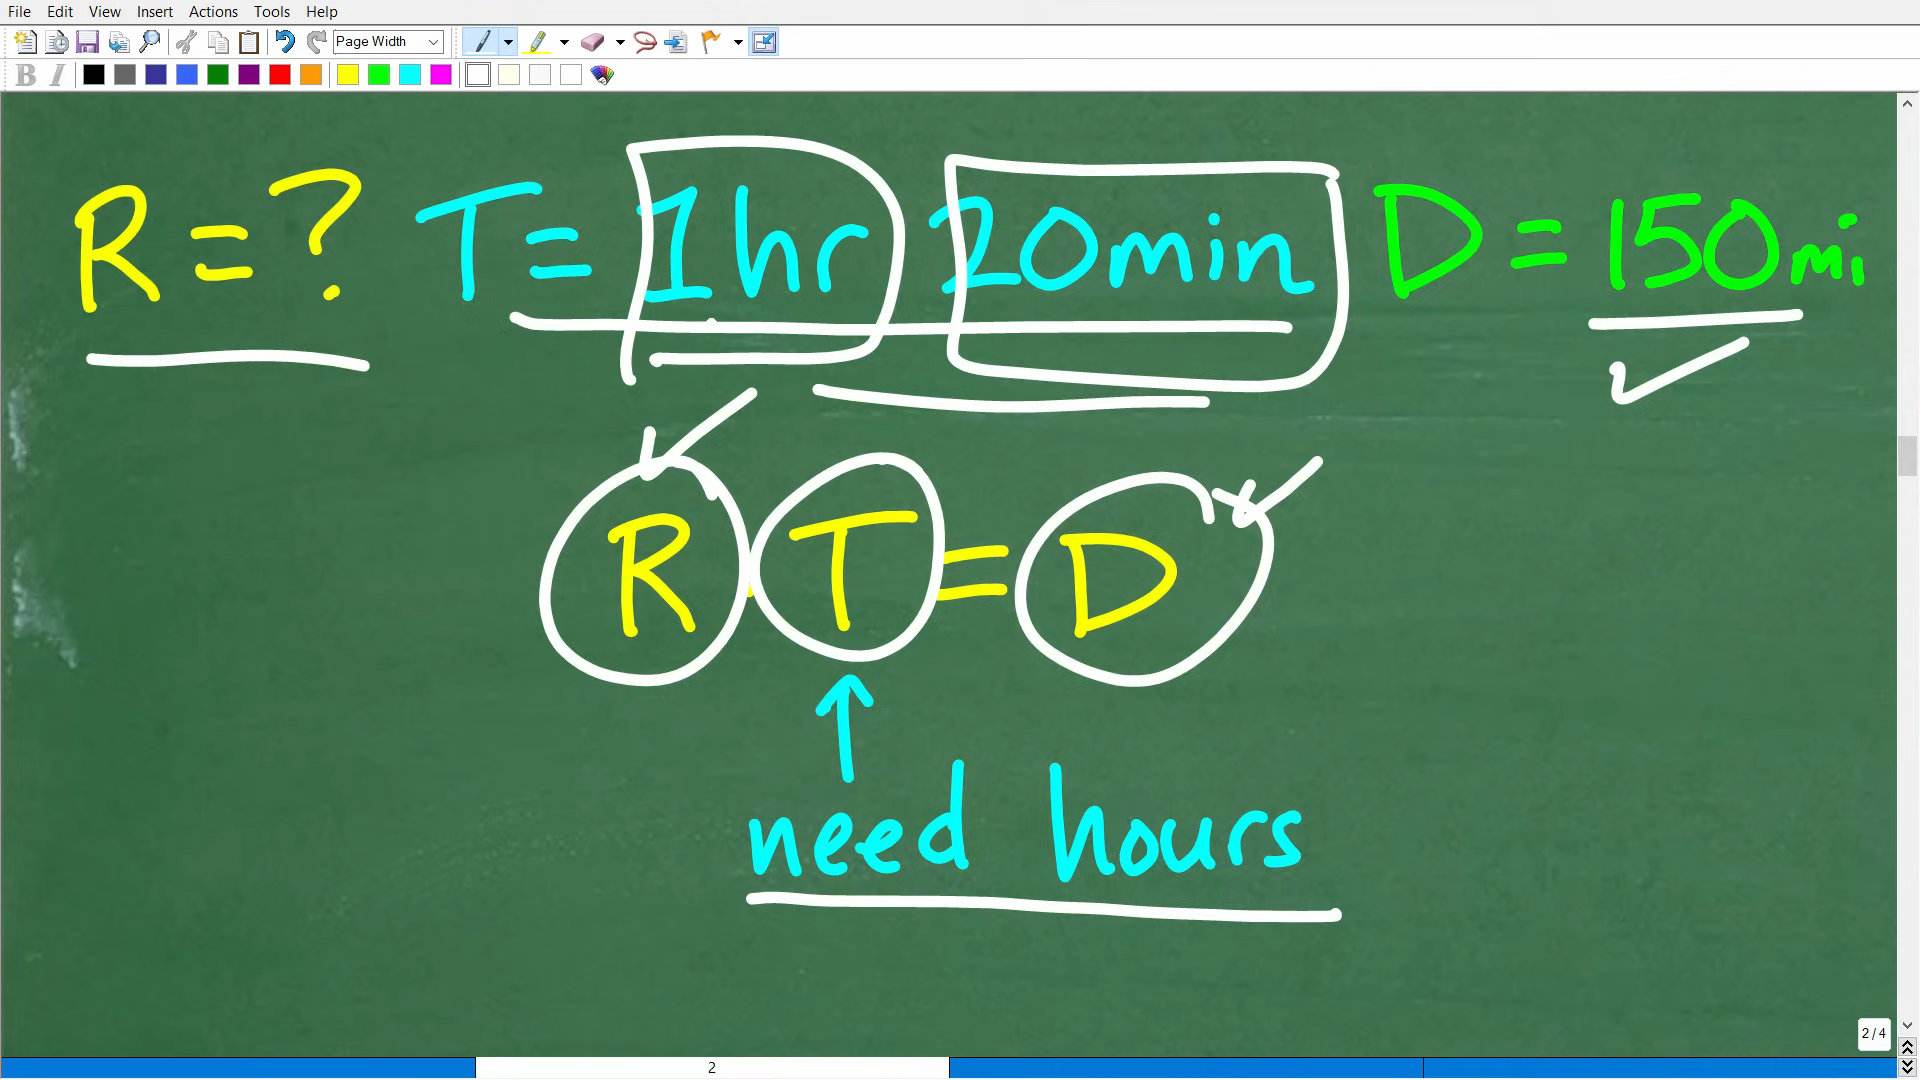 File Edit View Insert Actions Tools Help
Page Width
B I
R = ? T = 1hr 20min D = 150mi
R T = D
need hours
2 / 4
2